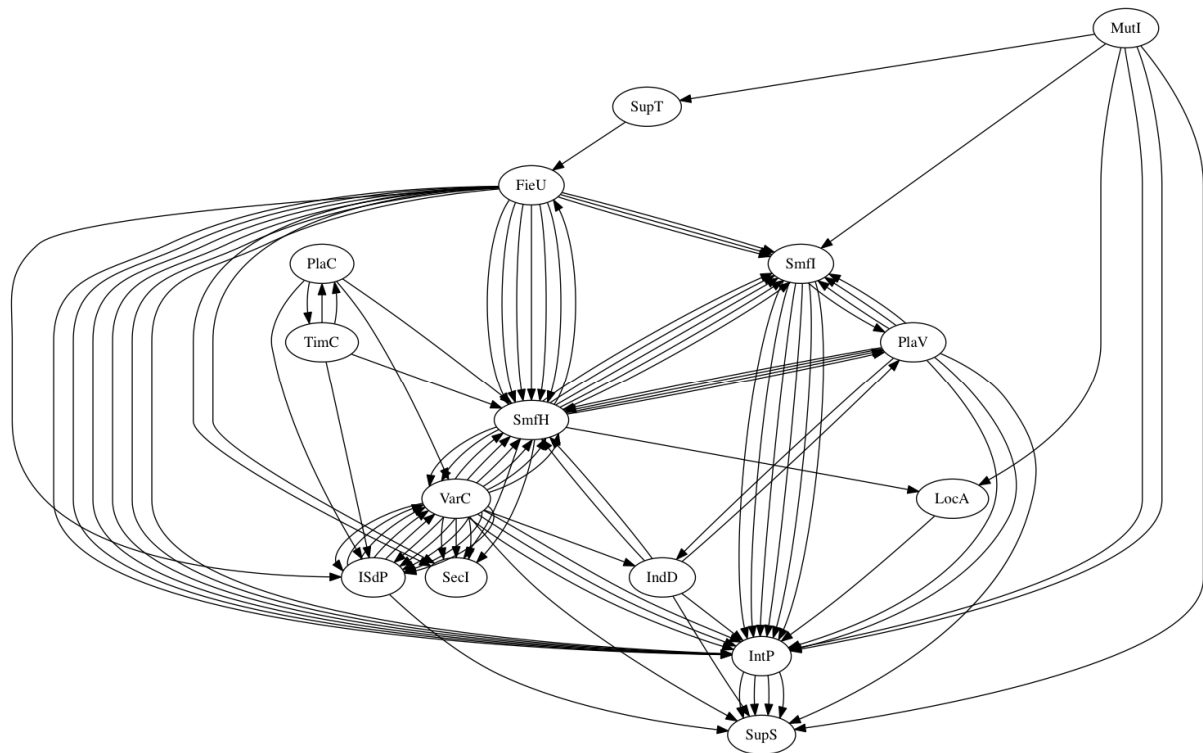 MutI
SupT
FieU
PlaC
SmfI
TimC
PlaV
SmfH
VarC
LocA
ISdP
SecI
IndD
IntP
SupS